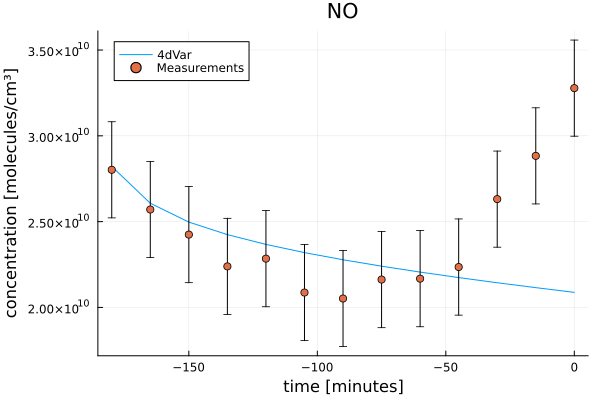 NO
4dVar
Measurements
3.50×10¹⁰
3.00×10¹⁰
2.50×10¹⁰
2.00×10¹⁰
concentration [molecules/cm³]
−150
−100
−50
0
time [minutes]